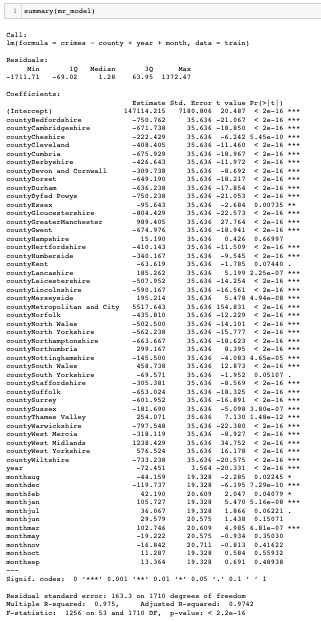 1 summary(mr_model)
Call:
lm(formula = crimes ~ county + year + month, data = train)
Residuals:
Min 1Q Median 3Q Max
-1711.71 -69.02 1.28 63.95 1372.47
Coefficients:
Estimate Std. Error t value Pr(>|t|)
(Intercept) 147114.215 7180.806 20.487 < 2e-16 ***
countyBedfordshire -750.762 35.636 -21.067 < 2e-16 ***
countyCambridgeshire -671.738 35.636 -18.850 < 2e-16 ***
countyCheshire -222.429 35.636 -6.242 5.45e-10 ***
countyCleveland -408.405 35.636 -11.460 < 2e-16 ***
countyCumbria -675.929 35.636 -18.967 < 2e-16 ***
countyDerbyshire -426.643 35.636 -11.972 < 2e-16 ***
countyDevon and Cornwall -309.738 35.636 -8.692 < 2e-16 ***
countyDorset -649.190 35.636 -18.217 < 2e-16 ***
countyDurham -636.238 35.636 -17.854 < 2e-16 ***
countyDyfed Powys -750.238 35.636 -21.053 < 2e-16 ***
countyEssex -95.643 35.636 -2.684 0.00735 **
countyGloucestershire -804.429 35.636 -22.573 < 2e-16 ***
countyGreaterManchester 989.405 35.636 27.764 < 2e-16 ***
countyGwent -674.976 35.636 -18.941 < 2e-16 ***
countyHampshire 15.190 35.636 0.426 0.66997
countyHertfordshire -410.143 35.636 -11.509 < 2e-16 ***
countyHumberside -340.167 35.636 -9.545 < 2e-16 ***
countyKent -63.619 35.636 -1.785 0.07440 .
countyLancashire 185.262 35.636 5.199 2.25e-07 ***
countyLeicestershire -507.952 35.636 -14.254 < 2e-16 ***
countyLincolnshire -590.167 35.636 -16.561 < 2e-16 ***
countyMerseyside 195.214 35.636 5.478 4.94e-08 ***
countyMetropolitan and City 5517.643 35.636 154.831 < 2e-16 ***
countyNorfolk -435.810 35.636 -12.229 < 2e-16 ***
countyNorth Wales -502.500 35.636 -14.101 < 2e-16 ***
countyNorth Yorkshire -562.238 35.636 -15.777 < 2e-16 ***
countyNorthamptonshire -663.667 35.636 -18.623 < 2e-16 ***
countyNorthumbria 299.167 35.636 8.395 < 2e-16 ***
countyNottinghamshire -145.500 35.636 -4.083 4.65e-05 ***
countySouth Wales 458.738 35.636 12.873 < 2e-16 ***
countySouth Yorkshire -69.571 35.636 -1.952 0.05107 .
countyStaffordshire -305.381 35.636 -8.569 < 2e-16 ***
countySuffolk -653.024 35.636 -18.325 < 2e-16 ***
countySurrey -601.952 35.636 -16.891 < 2e-16 ***
countySussex -181.690 35.636 -5.098 3.80e-07 ***
countyThames Valley 254.071 35.636 7.130 1.48e-12 ***
countyWarwickshire -797.548 35.636 -22.380 < 2e-16 ***
countyWest Mercia -318.119 35.636 -8.927 < 2e-16 ***
countyWest Midlands 1238.429 35.636 34.752 < 2e-16 ***
countyWest Yorkshire 576.524 35.636 16.178 < 2e-16 ***
countyWiltshire -733.238 35.636 -20.575 < 2e-16 ***
year -72.451 3.564 -20.331 < 2e-16 ***
monthaug -44.159 19.328 -2.285 0.02245 *
monthdec -119.737 19.328 -6.195 7.29e-10 ***
monthfeb 42.190 20.609 2.047 0.04079 *
monthjan 105.727 19.328 5.470 5.16e-08 ***
monthjul 36.067 19.328 1.866 0.06221 .
monthjun 29.579 20.575 1.438 0.15071
monthmar 102.746 20.609 4.985 6.81e-07 ***
monthmay -19.222 20.575 -0.934 0.35030
monthnov -16.842 20.711 -0.813 0.41622
monthoct 11.287 19.328 0.584 0.55932
monthsep 13.364 19.328 0.691 0.48938
---
Signif. codes: 0 '***' 0.001 '**' 0.01 '*' 0.05 '.' 0.1 ' ' 1
Residual standard error: 163.3 on 1710 degrees of freedom
Multiple R-squared: 0.975, Adjusted R-squared: 0.9742
F-statistic: 1256 on 53 and 1710 DF, p-value: < 2.2e-16